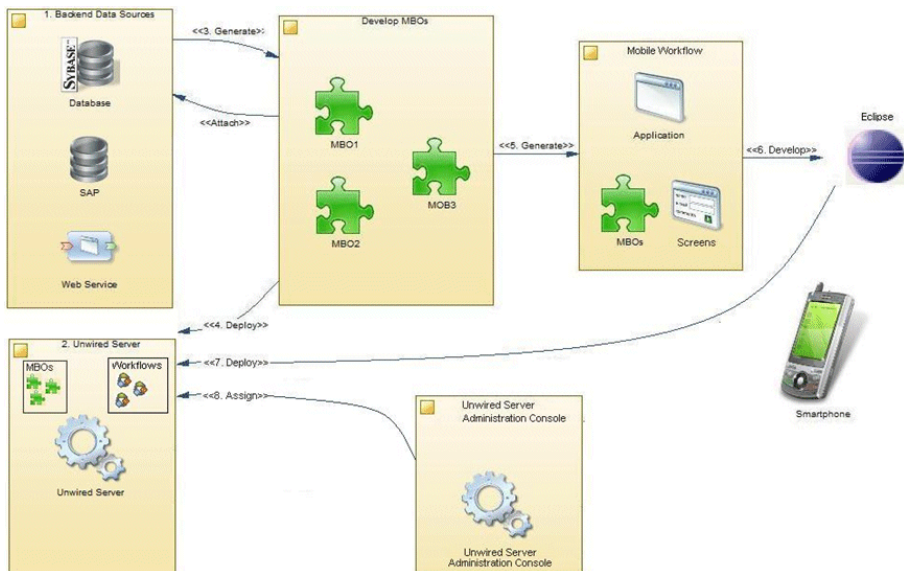 1. Backend Data Sources
SYBASE
Database
SAP
Web Service
<<3. Generate>>
<<Attach>>
Develop MBOs
MBO1
MOB3
MBO2
<<5. Generate>>
Mobile Workflow
Application
MBOs
Screens
<<6. Develop>>
Eclipse
<<4. Deploy>>
<<7. Deploy>>
<<8. Assign>>
2. Unwired Server
MBOs
Workflows
Unwired Server
Unwired Server
Administration Console
Unwired Server
Administration Console
Smartphone